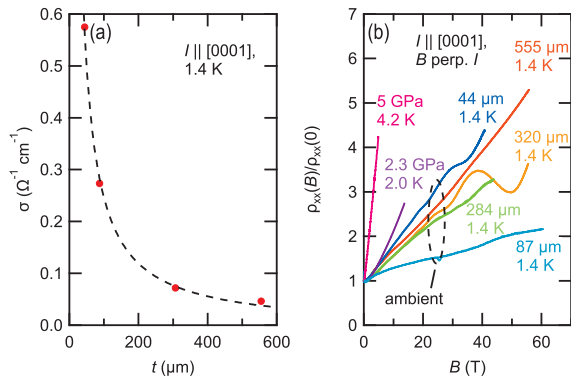 (a)
I || [0001],
1.4 K
σ (Ω⁻¹ cm⁻¹)
0.6
0.5
0.4
0.3
0.2
0.1
0.0
0
200
400
600
t (µm)
(b)
I || [0001],
B perp. I
555 µm
1.4 K
5 GPa
4.2 K
44 µm
1.4 K
320 µm
1.4 K
2.3 GPa
2.0 K
284 µm
1.4 K
87 µm
1.4 K
ambient
ρxx(B)/ρxx(0)
7
6
5
4
3
2
1
0
0
20
40
60
B (T)